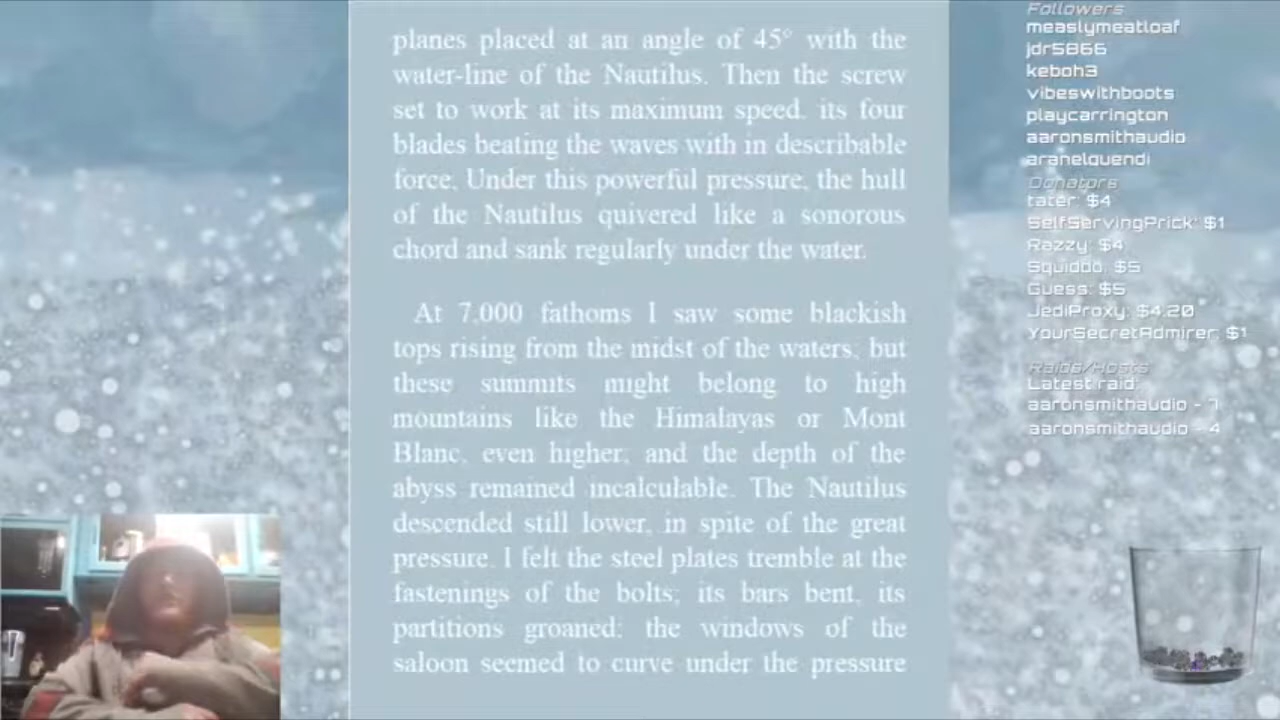 planes placed at an angle of 45° with the
water-line of the Nautilus. Then the screw
set to work at its maximum speed, its four
blades beating the waves with in describable
force. Under this powerful pressure, the hull
of the Nautilus quivered like a sonorous
chord and sank regularly under the water.
At 7,000 fathoms I saw some blackish
tops rising from the midst of the waters; but
these summits might belong to high
mountains like the Himalayas or Mont
Blanc, even higher; and the depth of the
abyss remained incalculable. The Nautilus
descended still lower, in spite of the great
pressure. I felt the steel plates tremble at the
fastenings of the bolts; its bars bent, its
partitions groaned; the windows of the
saloon seemed to curve under the pressure
Followers
measlymeatloaf
jdr5866
keboh3
vibeswithboots
playcarrington
aaronsmithaudio
aranelquendi
Donators
tater: $4
SelfServingPrick: $1
Razzy: $4
Squidoo: $5
Guess: $5
JediProxy: $4.20
YourSecretAdmirer: $1
Raids/Hosts
Latest raid:
aaronsmithaudio - 7
aaronsmithaudio - 4